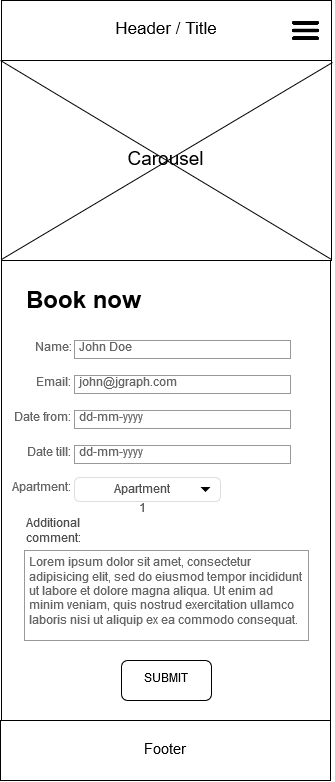 Header / Title
Carousel
Book now
Name: John Doe
Email: john@jgraph.com
Date from: dd-mm-yyyy
Date till: dd-mm-yyyy
Apartment: Apartment
1
Additional
comment:
Lorem ipsum dolor sit amet, consectetur
adipisicing elit, sed do eiusmod tempor incididunt
ut labore et dolore magna aliqua. Ut enim ad
minim veniam, quis nostrud exercitation ullamco
laboris nisi ut aliquip ex ea commodo consequat.
SUBMIT
Footer